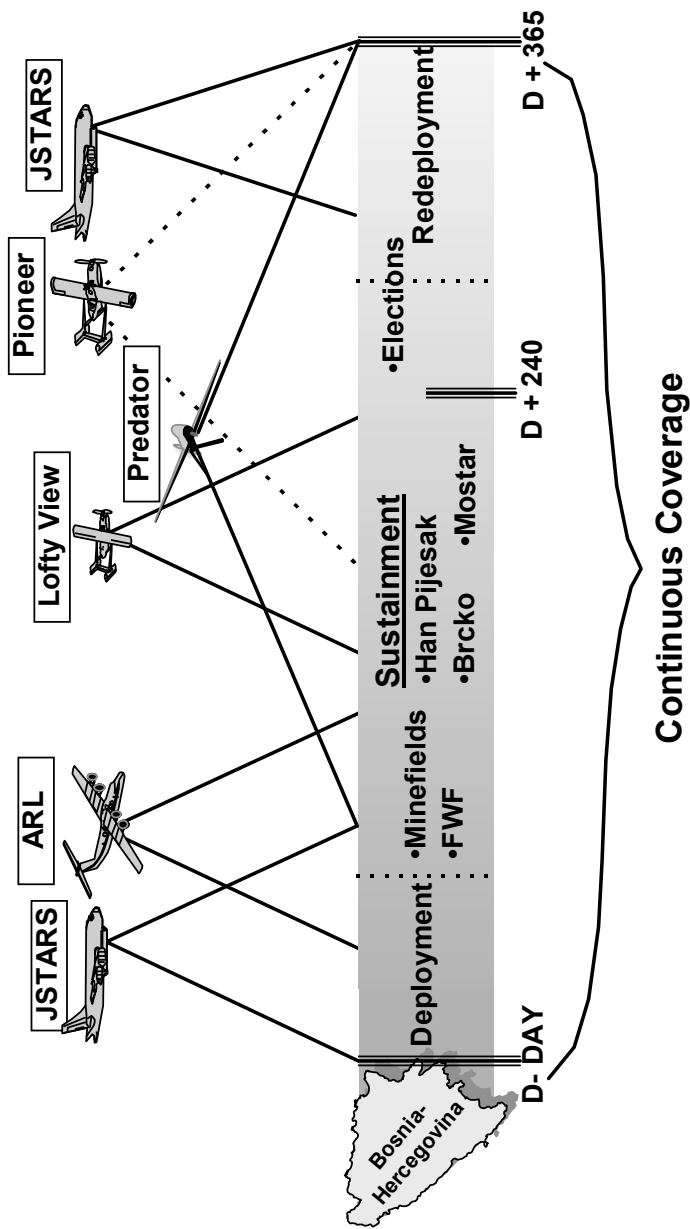 JSTARS
ARL
Lofty View
Predator
Pioneer
JSTARS
Bosnia-
Hercegovina
Deployment
•Minefields
•FWF
Sustainment
•Han Pijesak
•Brcko •Mostar
•Elections
Redeployment
D- DAY
D + 240
D + 365
Continuous Coverage